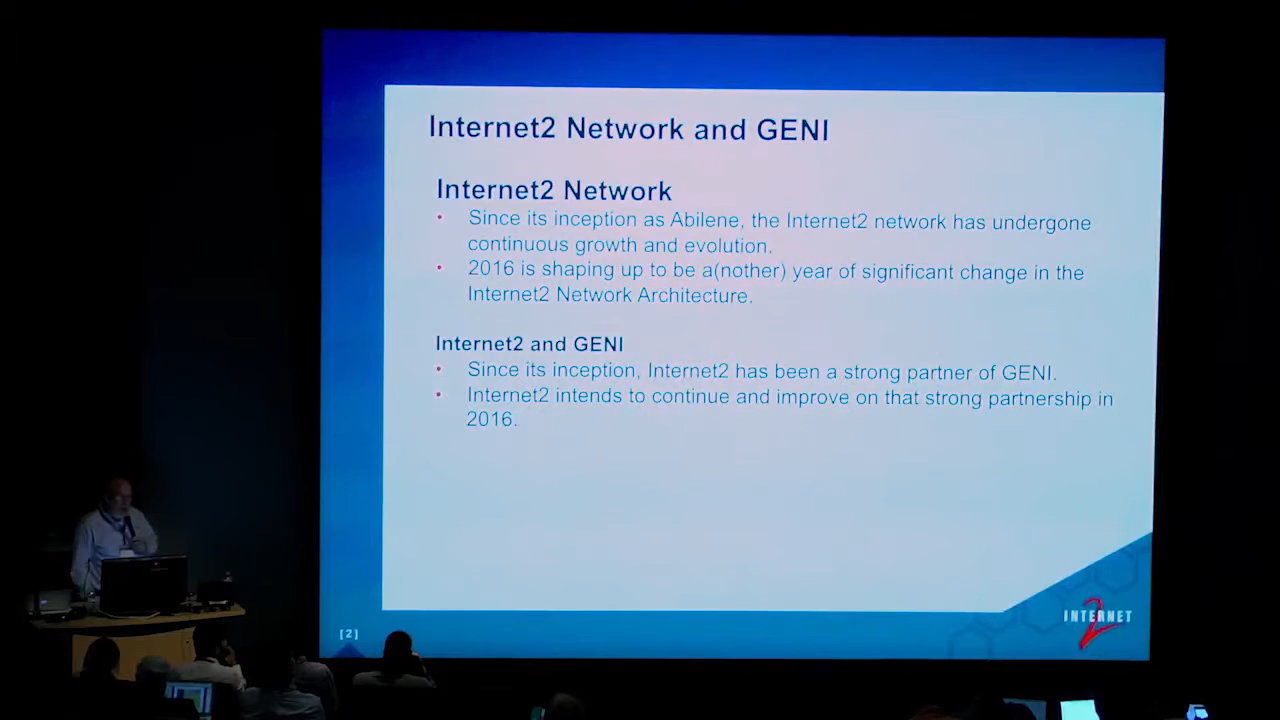 Internet2 Network and GENI
Internet2 Network
• Since its inception as Abilene, the Internet2 network has undergone
continuous growth and evolution.
• 2016 is shaping up to be a(nother) year of significant change in the
Internet2 Network Architecture.
Internet2 and GENI
• Since its inception, Internet2 has been a strong partner of GENI.
• Internet2 intends to continue and improve on that strong partnership in
2016.
[2]
INTERNET
2